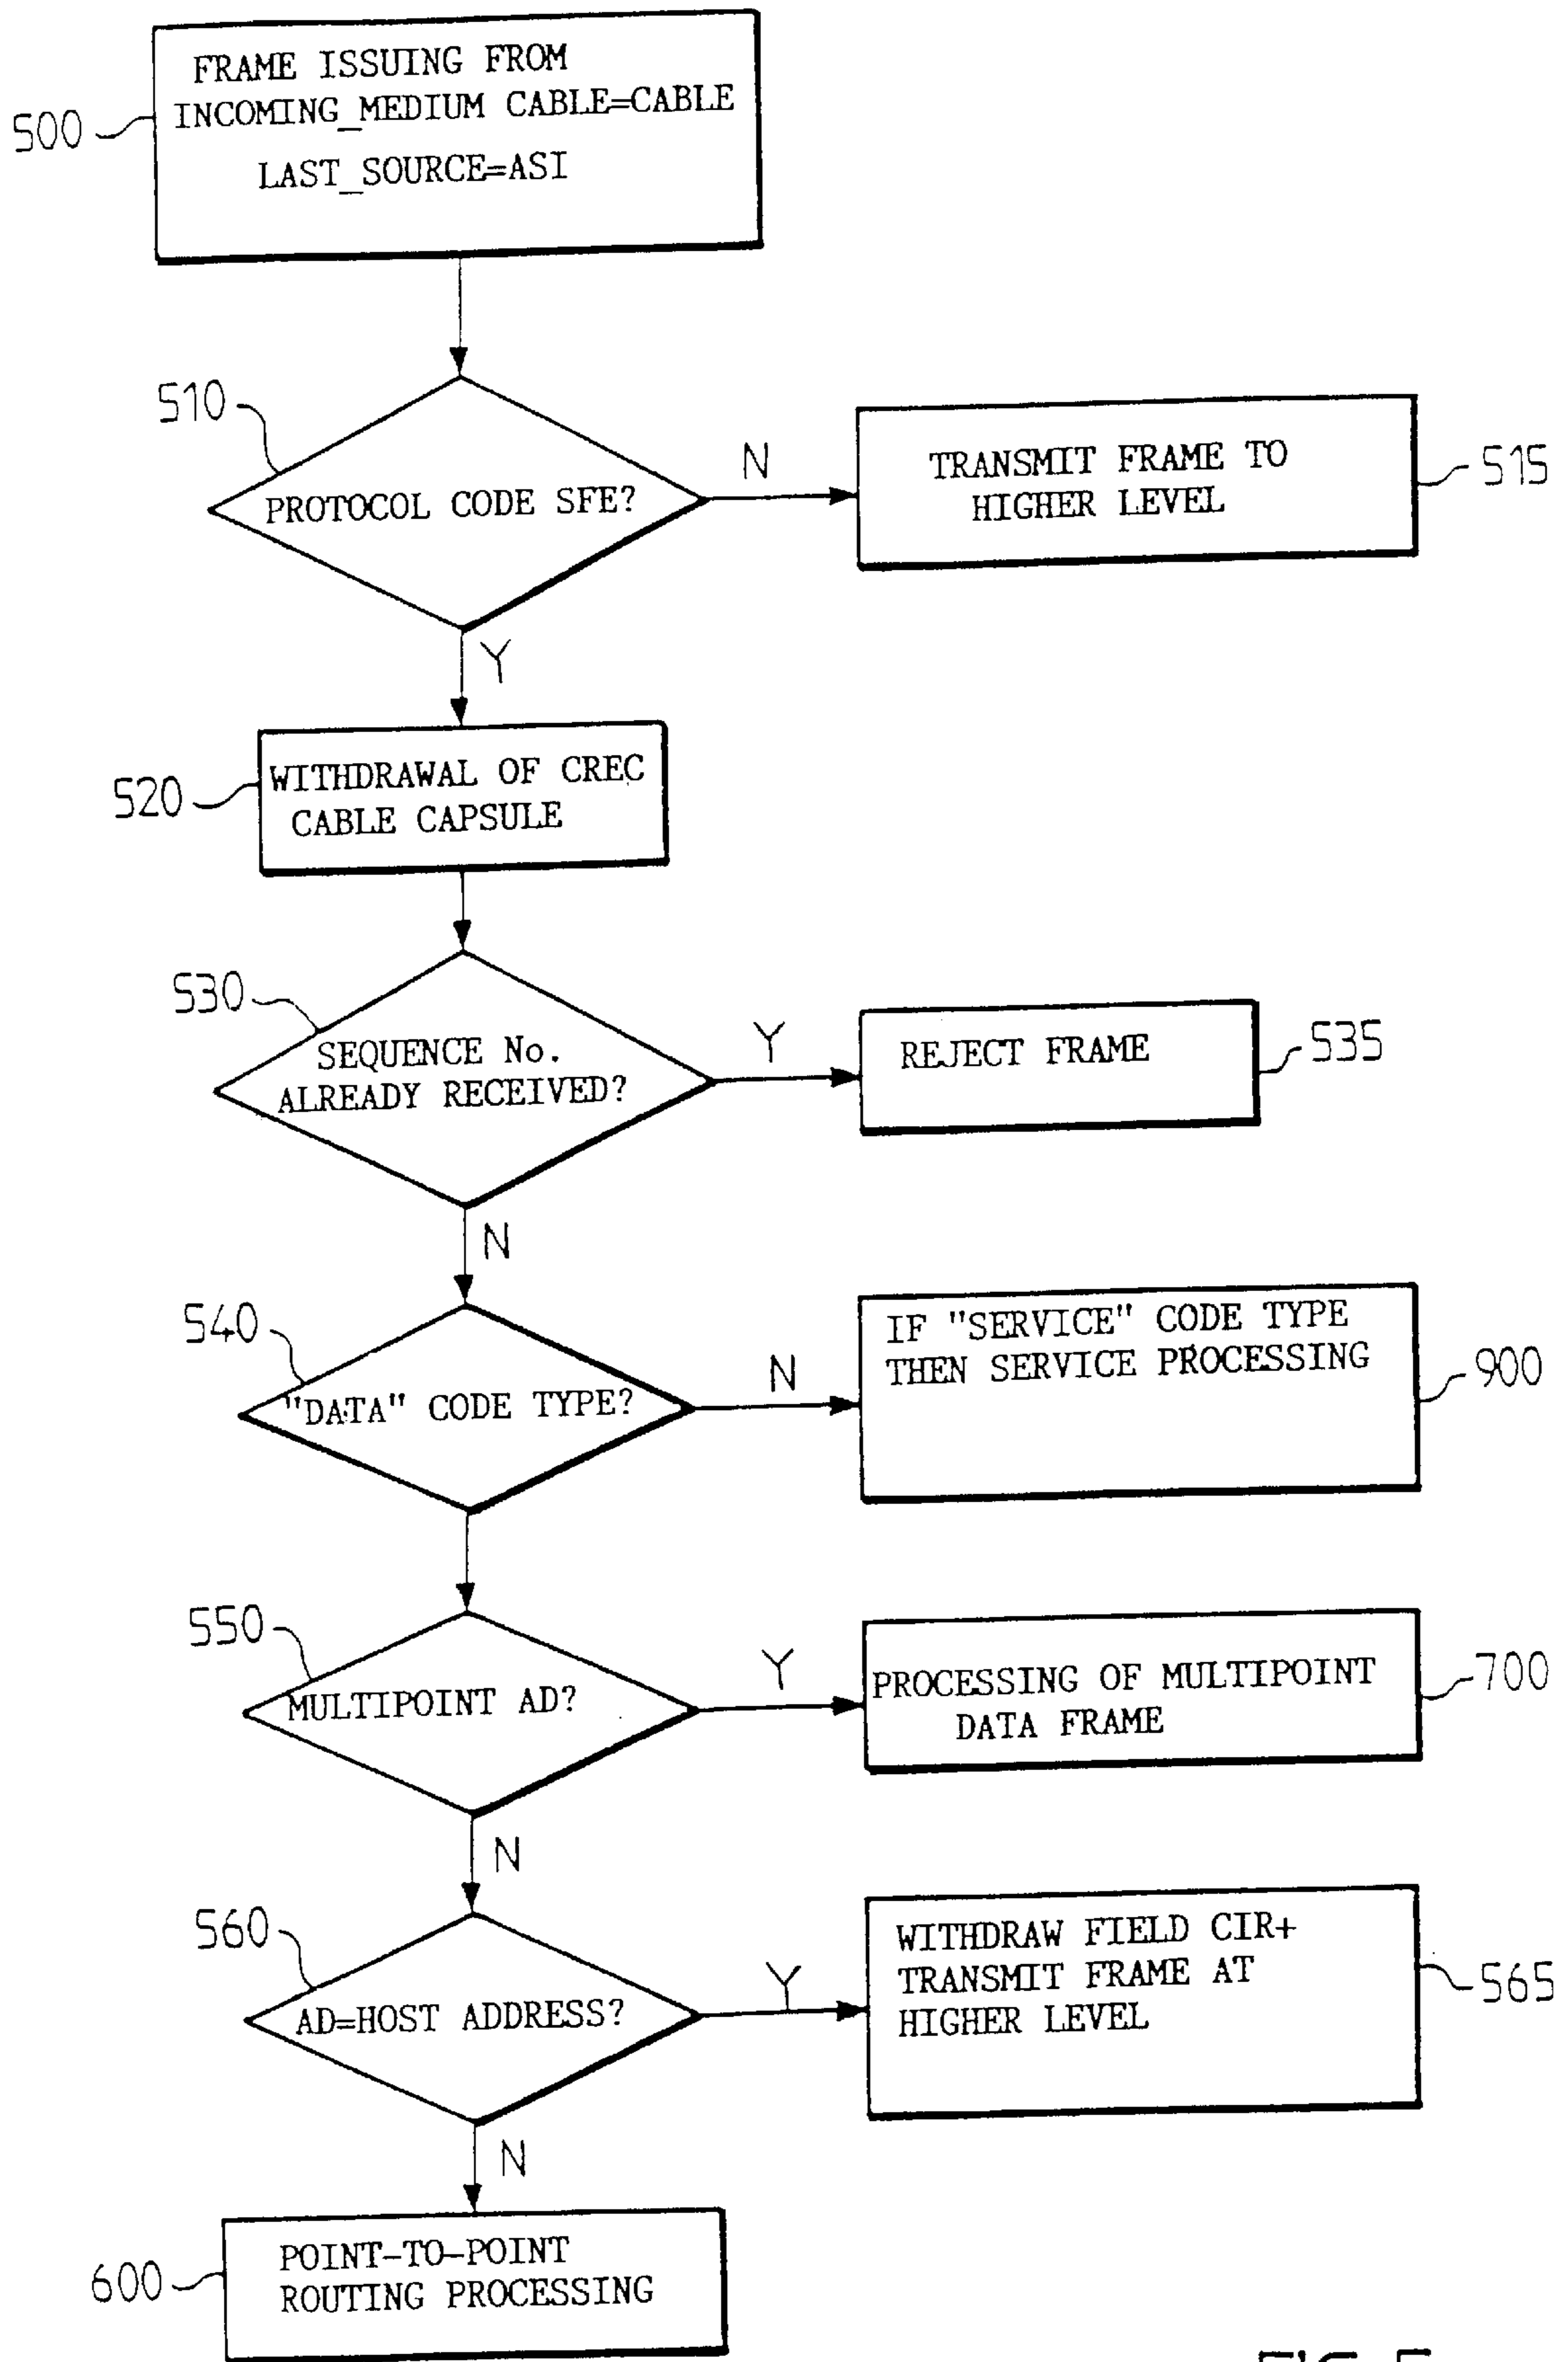 FRAME ISSUING FROM
INCOMING_MEDIUM CABLE=CABLE
LAST_SOURCE=ASI
500
510
PROTOCOL CODE SFE?
N
TRANSMIT FRAME TO
HIGHER LEVEL
515
Y
520
WITHDRAWAL OF CREC
CABLE CAPSULE
530
SEQUENCE No.
ALREADY RECEIVED?
Y
REJECT FRAME
535
N
540
"DATA" CODE TYPE?
N
IF "SERVICE" CODE TYPE
THEN SERVICE PROCESSING
900
550
MULTIPOINT AD?
Y
PROCESSING OF MULTIPOINT
DATA FRAME
700
N
560
AD=HOST ADDRESS?
Y
WITHDRAW FIELD CIR+
TRANSMIT FRAME AT
HIGHER LEVEL
565
N
600
POINT-TO-POINT
ROUTING PROCESSING